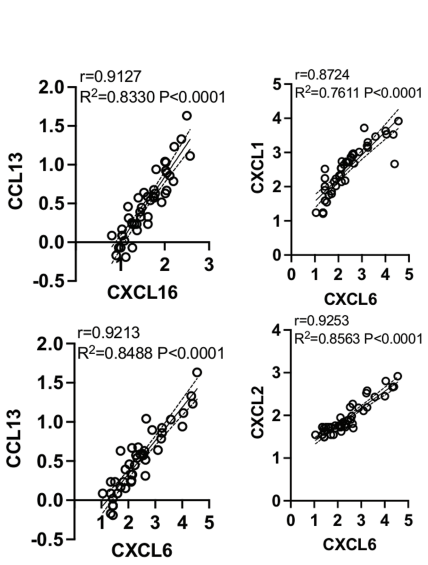 r=0.9127
R²=0.8330 P<0.0001
CCL13
2.0
1.5
1.0
0.5
0.0
-0.5
1 2 3
CXCL16
r=0.8724
R²=0.7611 P<0.0001
CXCL1
5
4
3
2
1
0
0 1 2 3 4 5
CXCL6
r=0.9213
R²=0.8488 P<0.0001
CCL13
2.0
1.5
1.0
0.5
0.0
-0.5
1 2 3 4 5
CXCL6
r=0.9253
R²=0.8563 P<0.0001
CXCL2
4
3
2
1
0
0 1 2 3 4 5
CXCL6